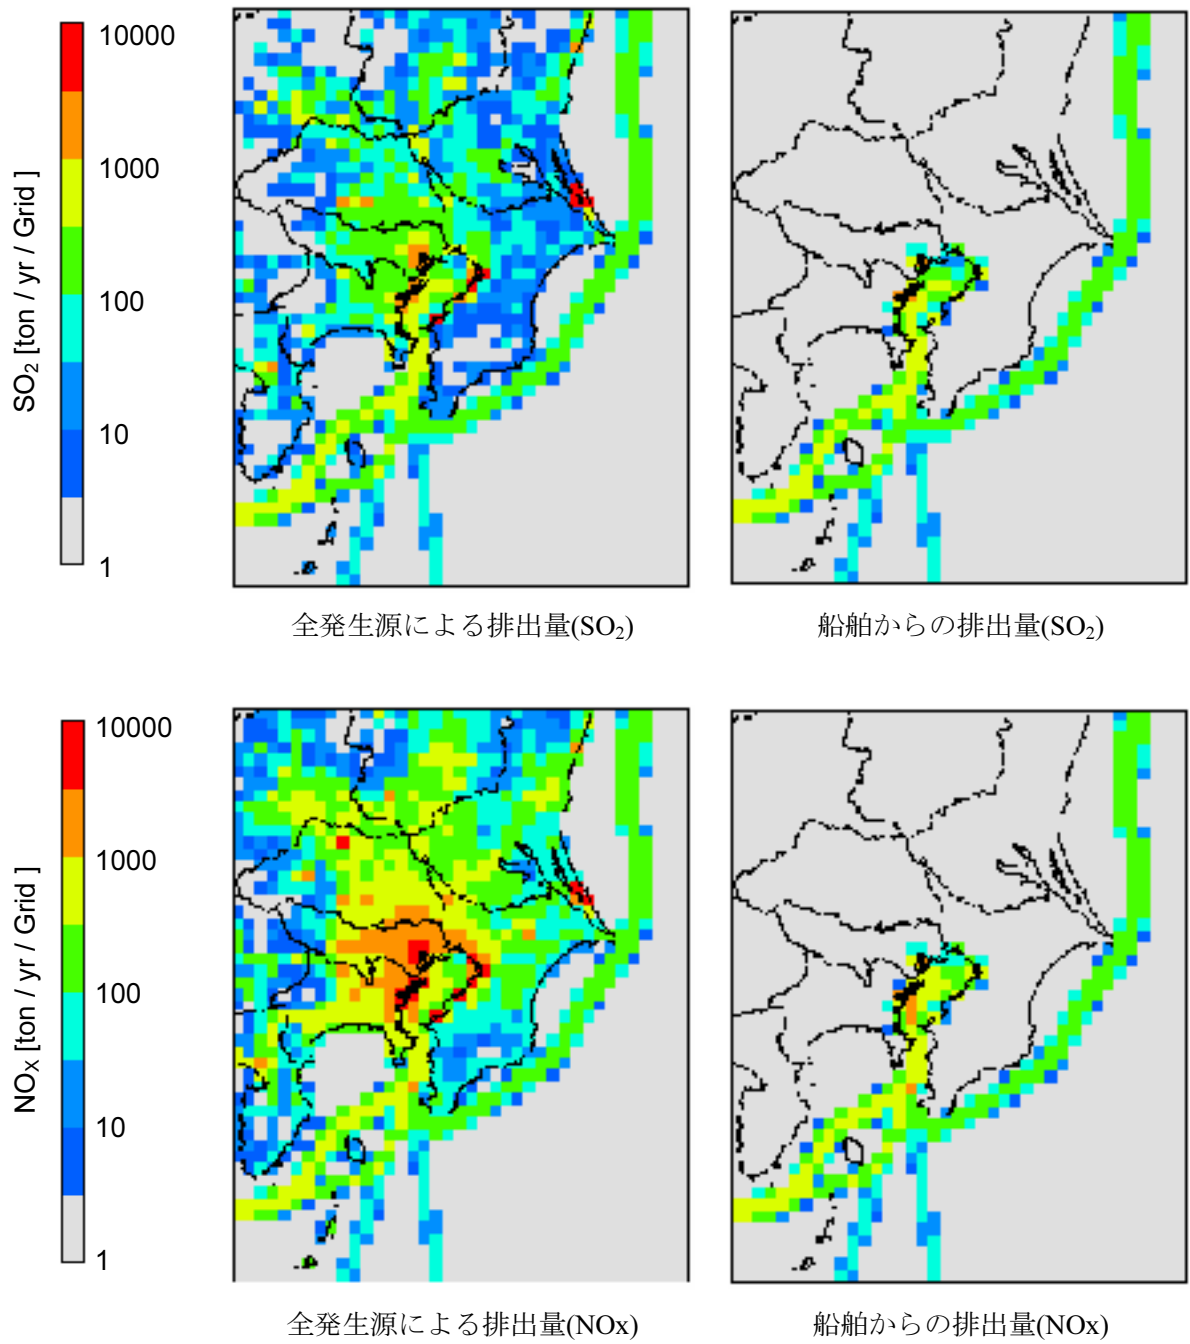 10000
1000
100
10
1
SO2 [ton / yr / Grid ]
全発生源による排出量(SO2)
船舶からの排出量(SO2)
10000
1000
100
10
1
NOX [ton / yr / Grid ]
全発生源による排出量(NOx)
船舶からの排出量(NOx)